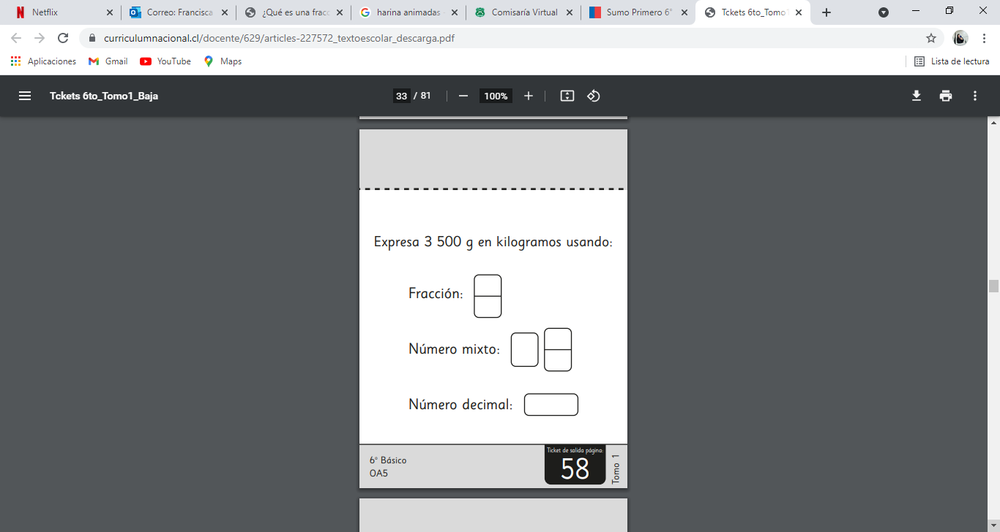 Netflix
Correo: Francisca
¿Qué es una fracc
harina animadas
Comisaría Virtual
Sumo Primero 6°
Tckets 6to_Tomo1
curriculumnacional.cl/docente/629/articles-227572_textoescolar_descarga.pdf
Aplicaciones
Gmail
YouTube
Maps
Lista de lectura
Tckets 6to_Tomo1_Baja
33 / 81
100%
Expresa 3 500 g en kilogramos usando:
Fracción:
Número mixto:
Número decimal:
6° Básico
OA5
Ticket de salida página:
58
Tomo 1